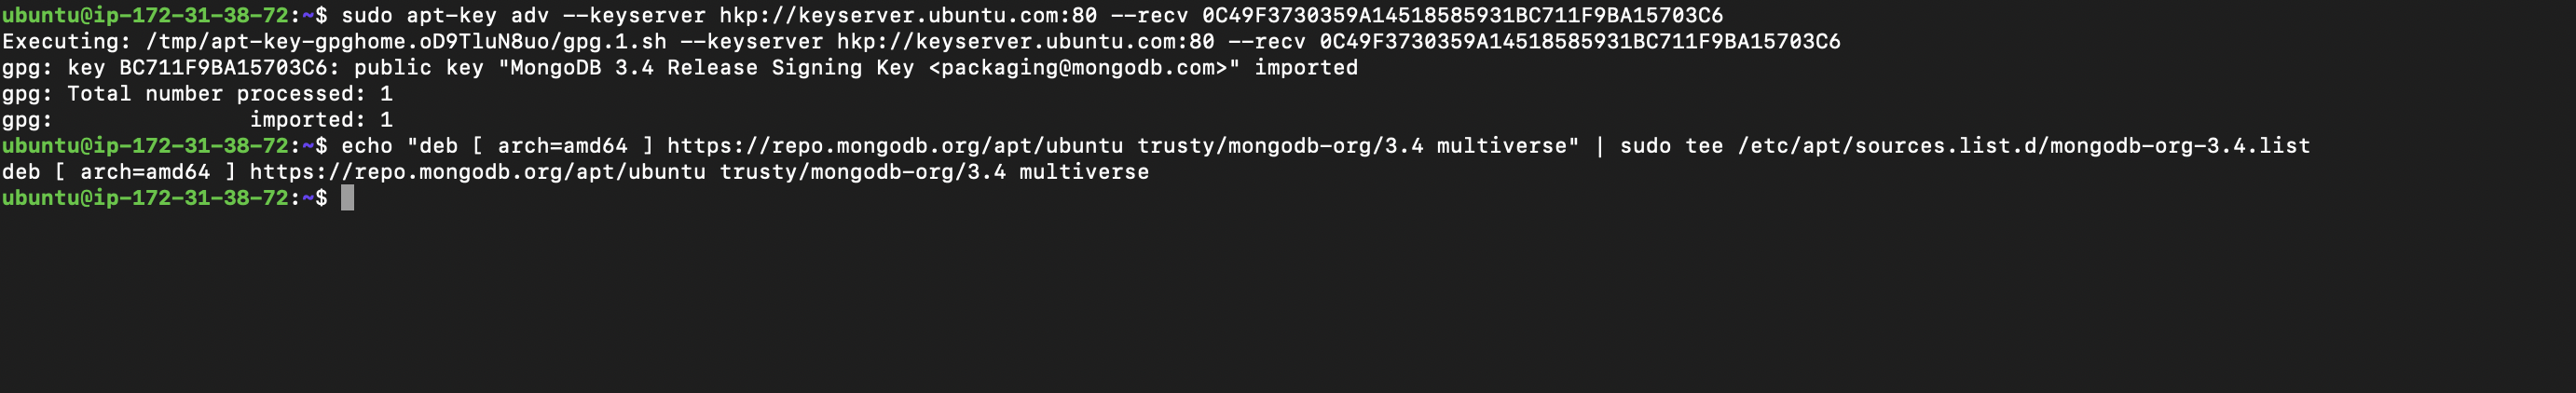 ubuntu@ip-172-31-38-72:~$ sudo apt-key adv --keyserver hkp://keyserver.ubuntu.com:80 --recv 0C49F3730359A14518585931BC711F9BA15703C6
Executing: /tmp/apt-key-gpghome.oD9TluN8uo/gpg.1.sh --keyserver hkp://keyserver.ubuntu.com:80 --recv 0C49F3730359A14518585931BC711F9BA15703C6
gpg: key BC711F9BA15703C6: public key "MongoDB 3.4 Release Signing Key <packaging@mongodb.com>" imported
gpg: Total number processed: 1
gpg:               imported: 1
ubuntu@ip-172-31-38-72:~$ echo "deb [ arch=amd64 ] https://repo.mongodb.org/apt/ubuntu trusty/mongodb-org/3.4 multiverse" | sudo tee /etc/apt/sources.list.d/mongodb-org-3.4.list
deb [ arch=amd64 ] https://repo.mongodb.org/apt/ubuntu trusty/mongodb-org/3.4 multiverse
ubuntu@ip-172-31-38-72:~$